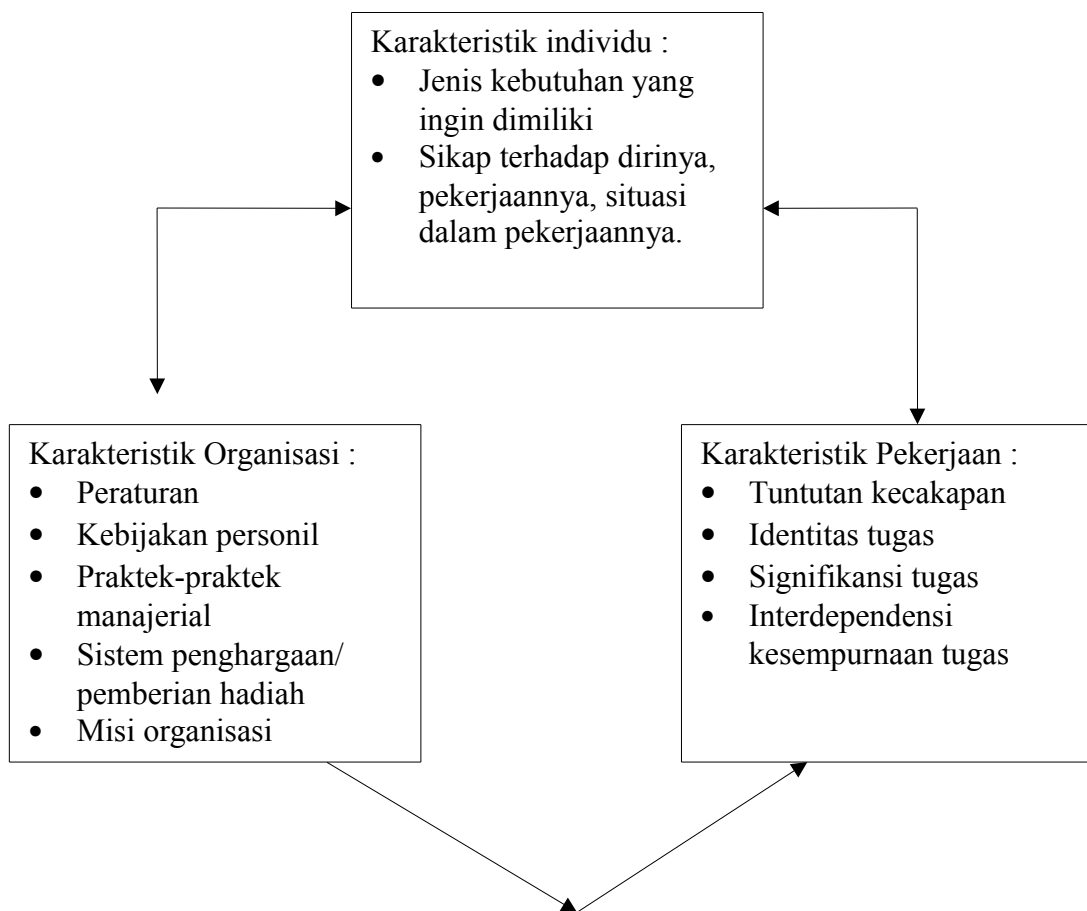 Karakteristik individu :
• Jenis kebutuhan yang
ingin dimiliki
• Sikap terhadap dirinya,
pekerjaannya, situasi
dalam pekerjaannya.
Karakteristik Organisasi :
• Peraturan
• Kebijakan personil
• Praktek-praktek
manajerial
• Sistem penghargaan/
pemberian hadiah
• Misi organisasi
Karakteristik Pekerjaan :
• Tuntutan kecakapan
• Identitas tugas
• Signifikansi tugas
• Interdependensi
kesempurnaan tugas